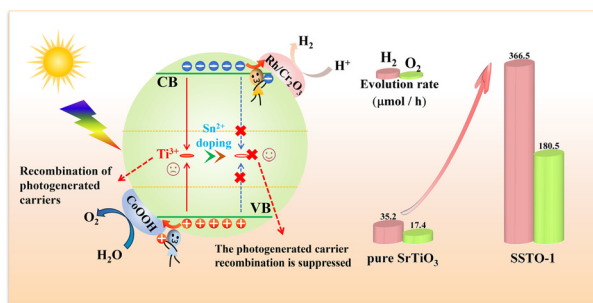 H₂
H⁺
Rh/Cr₂O₃
CB
Sn²⁺
doping
Ti³⁺
Recombination of
photogenerated
carriers
CoOOH
O₂
H₂O
VB
The photogenerated carrier
recombination is suppressed
H₂ O₂
Evolution rate
(μmol / h)
366.5
180.5
35.2
17.4
pure SrTiO₃
SSTO-1